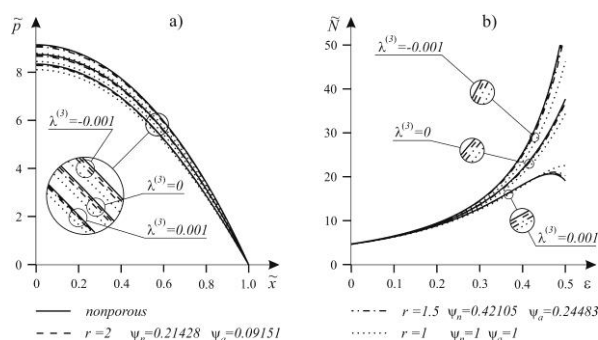 a)
p̃
8
6
4
2
0
0 0.2 0.4 0.6 0.8 1.0 x̃
λ⁽³⁾=-0.001
λ⁽³⁾=0
λ⁽³⁾=0.001
b)
Ñ
50
40
30
20
10
0
0 0.1 0.2 0.3 0.4 0.5 ε
λ⁽³⁾=-0.001
λ⁽³⁾=0
λ⁽³⁾=0.001
nonporous
r=2 ψₙ=0.21428 ψₐ=0.09151
r=1.5 ψₙ=0.42105 ψₐ=0.24483
r=1 ψₙ=1 ψₐ=1